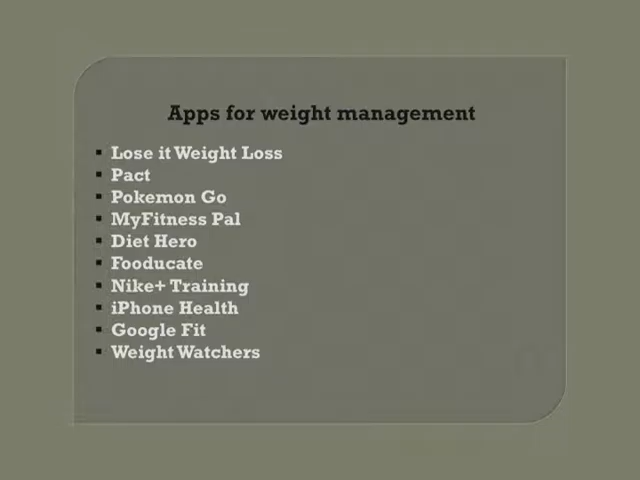 Apps for weight management
▪ Lose it Weight Loss
▪ Pact
▪ Pokemon Go
▪ MyFitness Pal
▪ Diet Hero
▪ Fooducate
▪ Nike+ Training
▪ iPhone Health
▪ Google Fit
▪ Weight Watchers